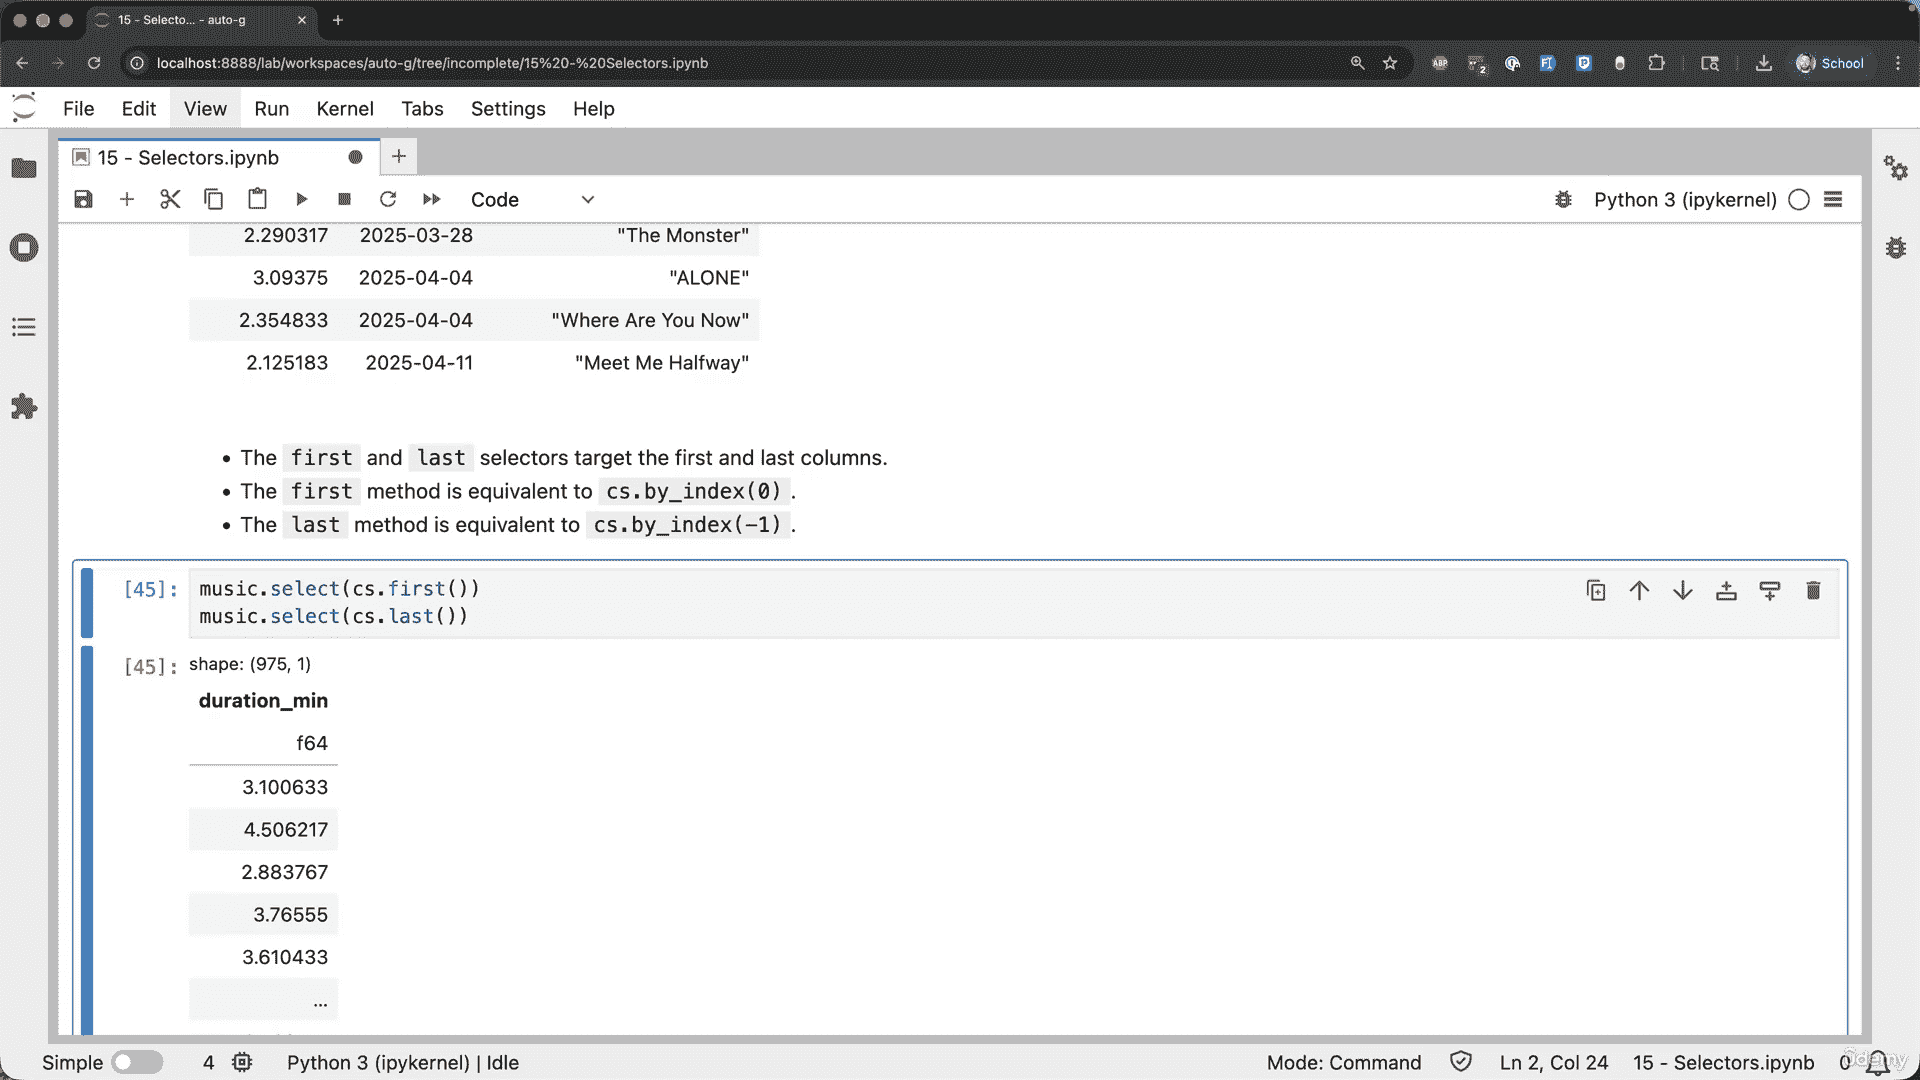 15 - Selecto... - auto-g
localhost:8888/lab/workspaces/auto-g/tree/incomplete/15%20-%20Selectors.ipynb
ABP
2
School
File Edit View Run Kernel Tabs Settings Help
15 - Selectors.ipynb
Code
Python 3 (ipykernel)
2.290317 2025-03-28 "The Monster"
3.09375 2025-04-04 "ALONE"
2.354833 2025-04-04 "Where Are You Now"
2.125183 2025-04-11 "Meet Me Halfway"
• The first and last selectors target the first and last columns.
• The first method is equivalent to cs.by_index(0) .
• The last method is equivalent to cs.by_index(-1) .
[45]: music.select(cs.first())
music.select(cs.last())
[45]: shape: (975, 1)
duration_min
f64
3.100633
4.506217
2.883767
3.76555
3.610433
...
Simple 4 Python 3 (ipykernel) | Idle Mode: Command Ln 2, Col 24 15 - Selectors.ipynb 0
udemy